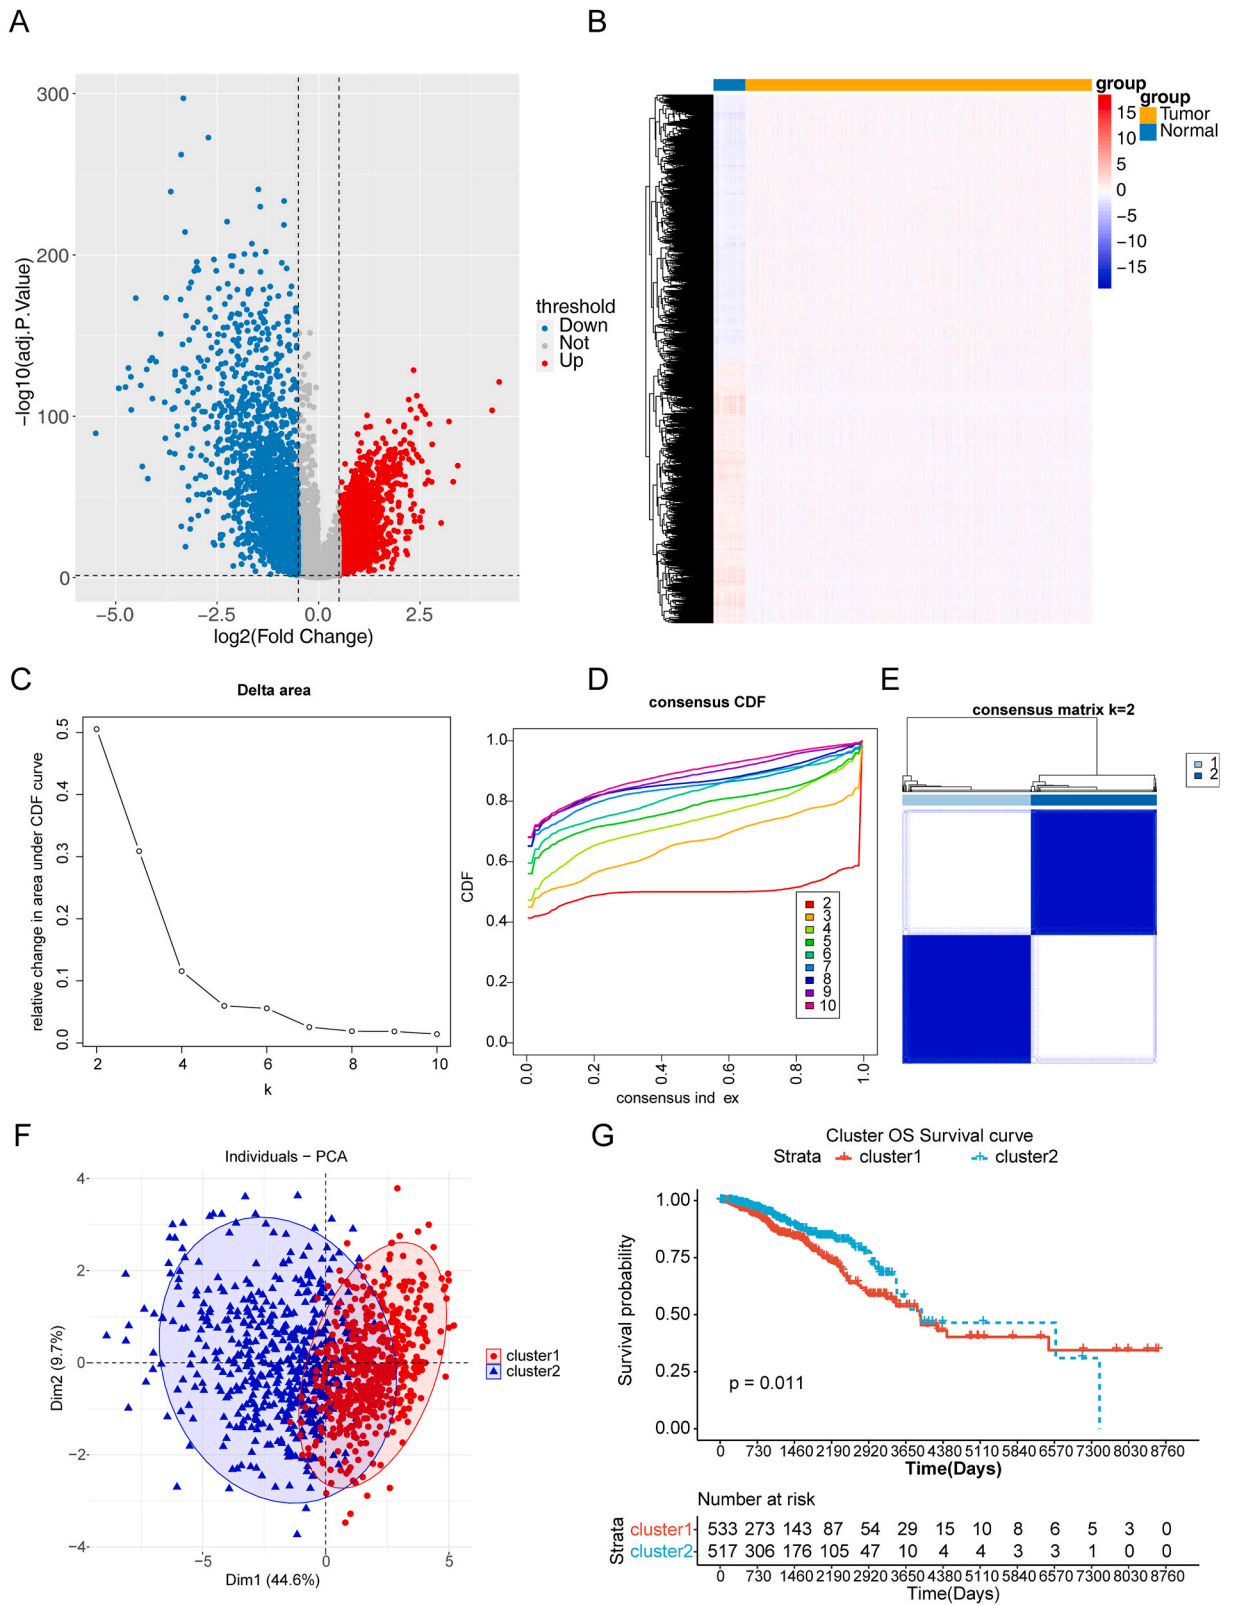 A
300
200
100
0
−5.0 −2.5 0.0 2.5
−log10(adj.P.Value)
log2(Fold Change)
threshold
Down
Not
Up
B
group
15
10
5
0
−5
−10
−15
group
Tumor
Normal
C
Delta area
0.5
0.4
0.3
0.2
0.1
0.0
2 4 6 8 10
relative change in area under CDF curve
k
D
consensus CDF
1.0
0.8
0.6
0.4
0.2
0.0
0.0 0.2 0.4 0.6 0.8 1.0
CDF
consensus ind ex
2
3
4
5
6
7
8
9
10
E
consensus matrix k=2
1
2
F
Individuals − PCA
4
2
0
−2
−4
−5 0 5
Dim2 (9.7%)
Dim1 (44.6%)
cluster1
cluster2
G
Cluster OS Survival curve
Strata cluster1 cluster2
1.00
0.75
0.50
0.25
0.00
Survival probability
p = 0.011
0 730 1460 2190 2920 3650 4380 5110 5840 6570 7300 8030 8760
Time(Days)
Number at risk
Strata
cluster1 533 273 143 87 54 29 15 10 8 6 5 3 0
cluster2 517 306 176 105 47 10 4 4 3 3 1 0 0
0 730 1460 2190 2920 3650 4380 5110 5840 6570 7300 8030 8760
Time(Days)